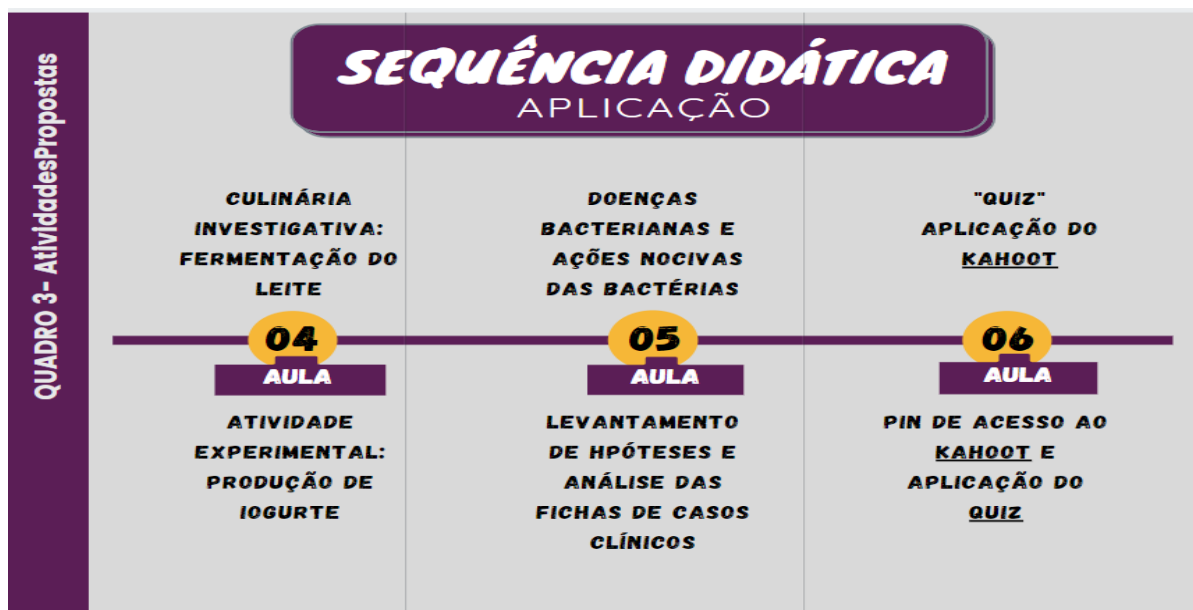 QUADRO 3- AtividadesPropostas
SEQUÊNCIA DIDÁTICA
APLICAÇÃO
CULINÁRIA
INVESTIGATIVA:
FERMENTAÇÃO DO
LEITE
04
AULA
ATIVIDADE
EXPERIMENTAL:
PRODUÇÃO DE
IOGURTE
DOENÇAS
BACTERIANAS E
AÇÕES NOCIVAS
DAS BACTÉRIAS
05
AULA
LEVANTAMENTO
DE HPÓTESES E
ANÁLISE DAS
FICHAS DE CASOS
CLÍNICOS
"QUIZ"
APLICAÇÃO DO
KAHOOT
06
AULA
PIN DE ACESSO AO
KAHOOT E
APLICAÇÃO DO
QUIZ